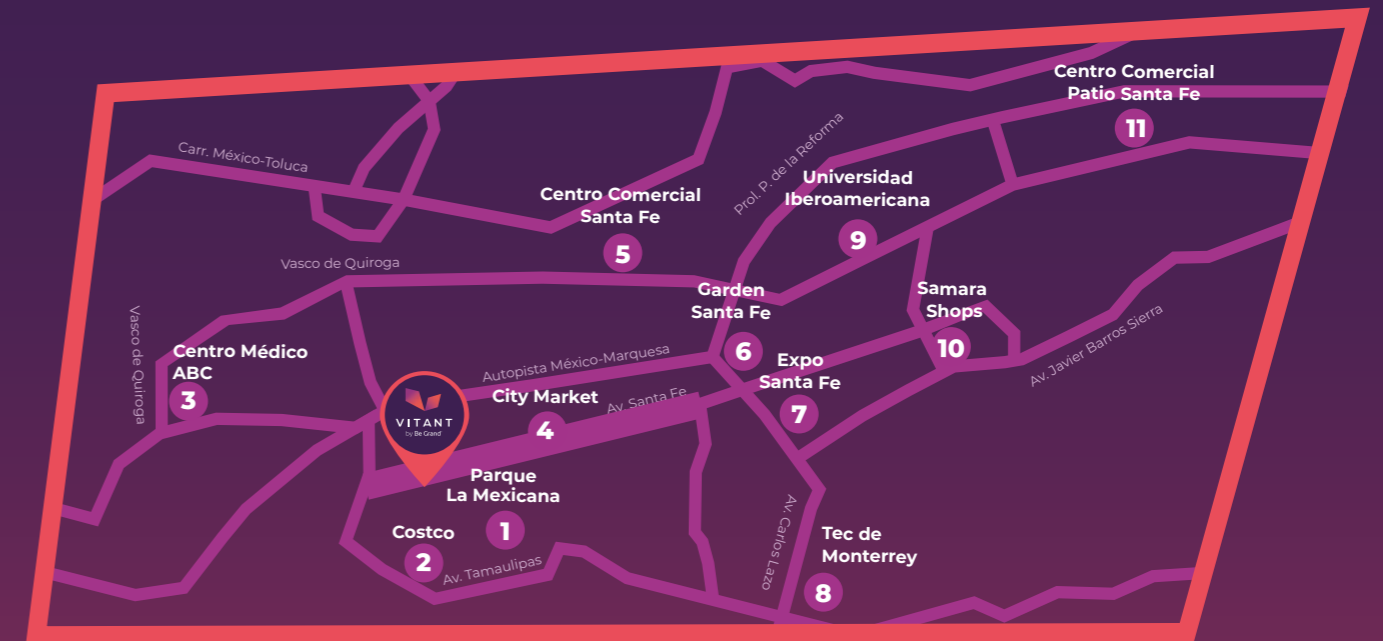 Centro Comercial
Patio Santa Fe
11
Carr. México-Toluca
Prol. P. de la Reforma
Universidad
Iberoamericana
9
Centro Comercial
Santa Fe
5
Vasco de Quiroga
Garden
Santa Fe
6
Samara
Shops
10
Vasco de Quiroga
Centro Médico
ABC
3
Autopista México-Marquesa
Expo
Santa Fe
7
Av. Javier Barros Sierra
City Market
4
Av. Santa Fe
VITANT
by Be Grand
Parque
La Mexicana
1
Costco
2
Av. Tamaulipas
Av. Carlos Lazo
Tec de
Monterrey
8